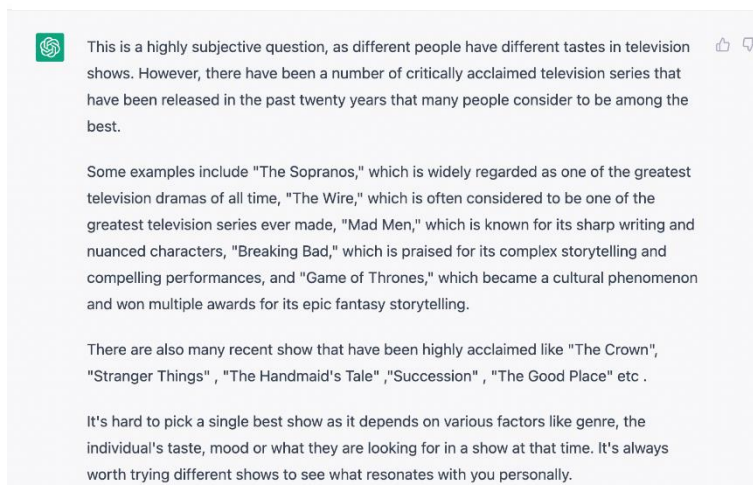 This is a highly subjective question, as different people have different tastes in television
shows. However, there have been a number of critically acclaimed television series that
have been released in the past twenty years that many people consider to be among the
best.
Some examples include "The Sopranos," which is widely regarded as one of the greatest
television dramas of all time, "The Wire," which is often considered to be one of the
greatest television series ever made, "Mad Men," which is known for its sharp writing and
nuanced characters, "Breaking Bad," which is praised for its complex storytelling and
compelling performances, and "Game of Thrones," which became a cultural phenomenon
and won multiple awards for its epic fantasy storytelling.
There are also many recent show that have been highly acclaimed like "The Crown",
"Stranger Things" , "The Handmaid's Tale" ,"Succession" , "The Good Place" etc .
It's hard to pick a single best show as it depends on various factors like genre, the
individual's taste, mood or what they are looking for in a show at that time. It's always
worth trying different shows to see what resonates with you personally.